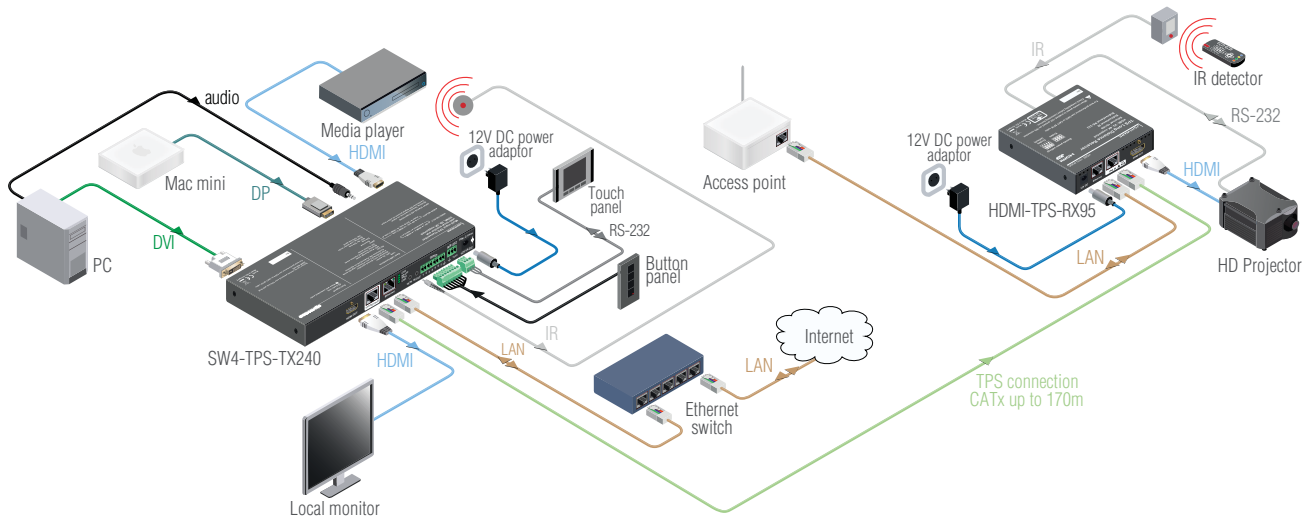 audio
Media player
HDMI
Mac mini
DP
DVI
PC
12V DC power
adaptor
Touch
panel
RS-232
Button
panel
IR
SW4-TPS-TX240
HDMI
LAN
Local monitor
Ethernet
switch
LAN
Internet
Access point
12V DC power
adaptor
IR
IR detector
RS-232
HDMI-TPS-RX95
HDMI
HD Projector
LAN
TPS connection
CATx up to 170m